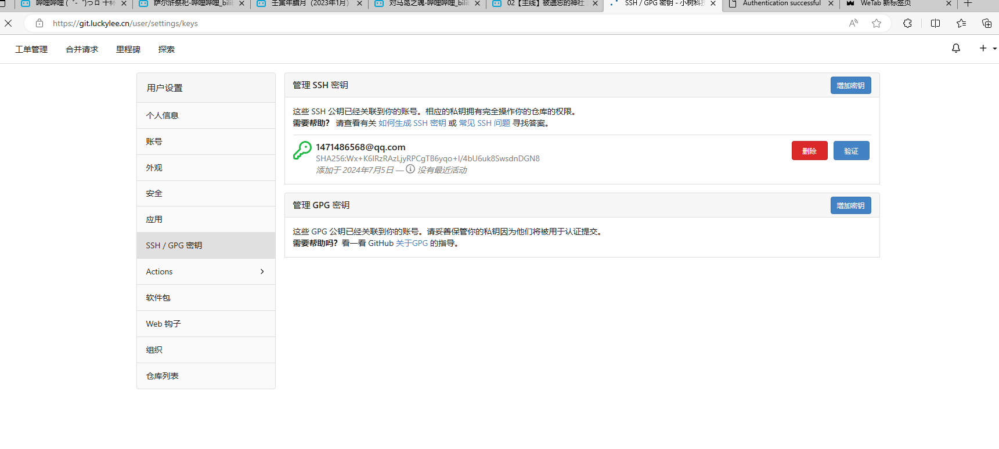 哔哩哔哩 (゜-゜)つロ 干杯
萨尔浒祭祀-哔哩哔哩_bilib
壬寅年腊月（2023年1月）
对马岛之魂-哔哩哔哩_bilib
02【主线】被遗忘的神社
SSH / GPG 密钥 - 小树科技
Authentication successful
WeTab 新标签页
https://git.luckylee.cn/user/settings/keys
工单管理
合并请求
里程碑
探索
用户设置
个人信息
账号
外观
安全
应用
SSH / GPG 密钥
Actions
软件包
Web 钩子
组织
仓库列表
管理 SSH 密钥
增加密钥
这些 SSH 公钥已经关联到你的账号。相应的私钥拥有完全操作你的仓库的权限。
需要帮助？ 请查看有关 如何生成 SSH 密钥 或 常见 SSH 问题 寻找答案。
1471486568@qq.com
SHA256:Wx+K6IRzRAzLjyRPCgTB6yqo+I/4bU6uk8SwsdnDGN8
添加于 2024年7月5日 — 没有最近活动
删除
验证
管理 GPG 密钥
增加密钥
这些 GPG 公钥已经关联到你的账号。请妥善保管你的私钥因为他们将被用于认证提交。
需要帮助吗？看一看 GitHub 关于GPG 的指导。